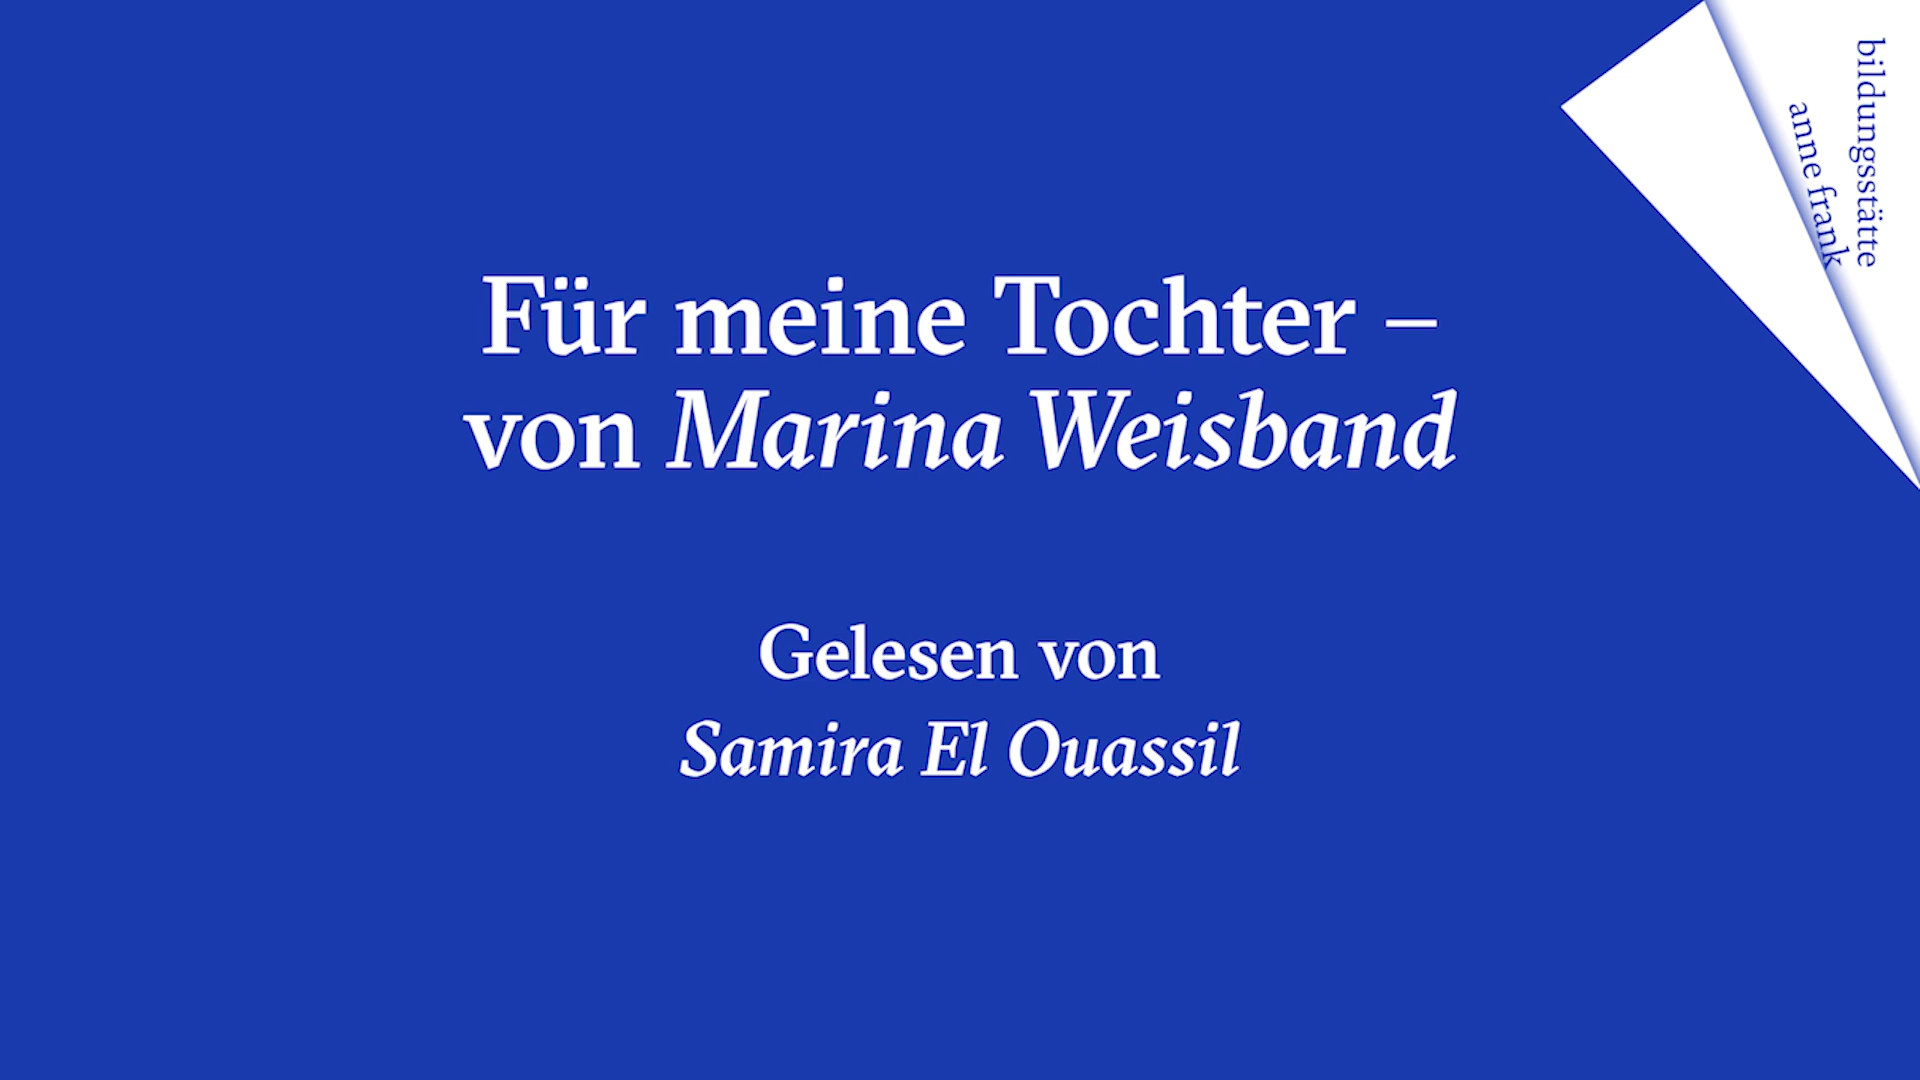 Für meine Tochter –
von Marina Weisband
Gelesen von
Samira El Ouassil
bildungsstätte
anne frank